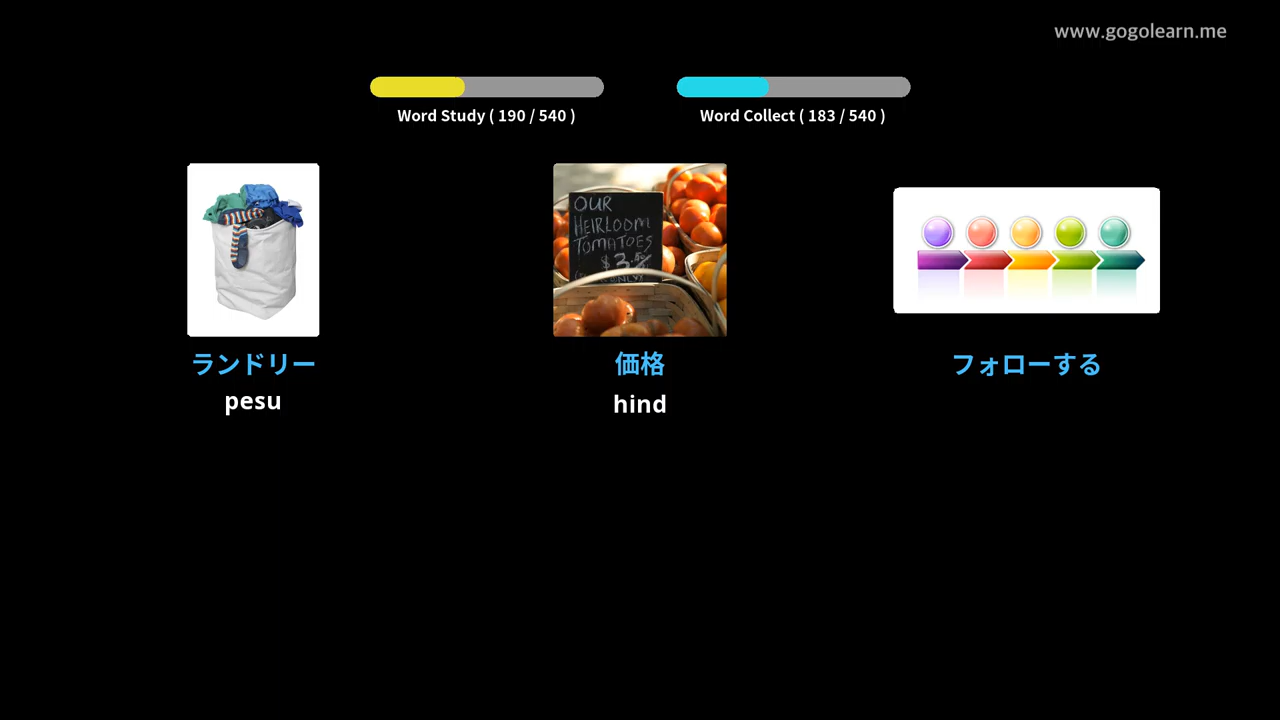 www.gogolearn.me
Word Study ( 190 / 540 )
Word Collect ( 183 / 540 )
OUR
HEIRLOOM
TOMATOES
ランドリー
価格
フォローする
pesu
hind